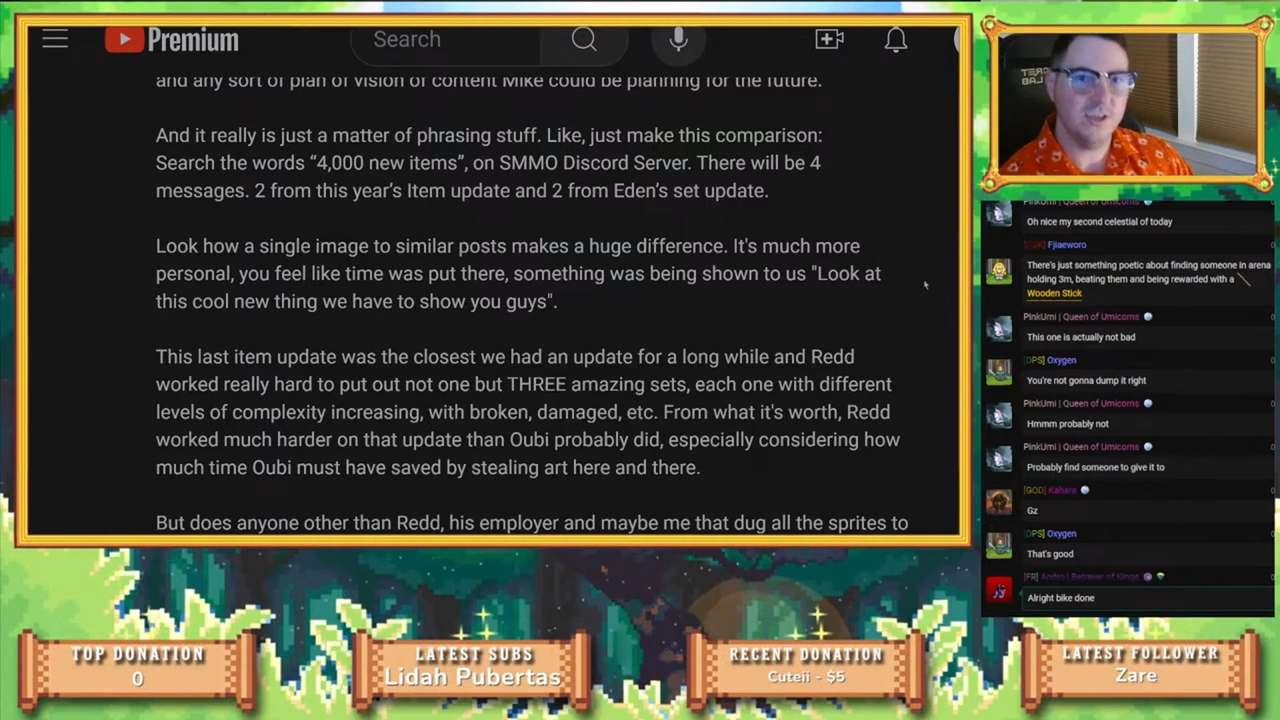 Premium
Search
and any sort of plan of vision of content Mike could be planning for the future.
And it really is just a matter of phrasing stuff. Like, just make this comparison:
Search the words “4,000 new items”, on SMMO Discord Server. There will be 4
messages. 2 from this year’s Item update and 2 from Eden’s set update.
Look how a single image to similar posts makes a huge difference. It's much more
personal, you feel like time was put there, something was being shown to us "Look at
this cool new thing we have to show you guys".
This last item update was the closest we had an update for a long while and Redd
worked really hard to put out not one but THREE amazing sets, each one with different
levels of complexity increasing, with broken, damaged, etc. From what it's worth, Redd
worked much harder on that update than Oubi probably did, especially considering how
much time Oubi must have saved by stealing art here and there.
But does anyone other than Redd, his employer and maybe me that dug all the sprites to
PinkUmi | Queen of Umicorns
Oh nice my second celestial of today
Fjiaeworo
There's just something poetic about finding someone in arena
holding 3m, beating them and being rewarded with a
Wooden Stick
PinkUmi | Queen of Umicorns
This one is actually not bad
[DPS] Oxygen
You're not gonna dump it right
PinkUmi | Queen of Umicorns
Hmmm probably not
PinkUmi | Queen of Umicorns
Probably find someone to give it to
[GOD] Kahara
Gz
[DPS] Oxygen
That's good
[FR] | Betrayer of Kings
Alright bike done
TOP DONATION
0
LATEST SUBS
Lidah Pubertas
RECENT DONATION
Cuteii - $5
LATEST FOLLOWER
Zare